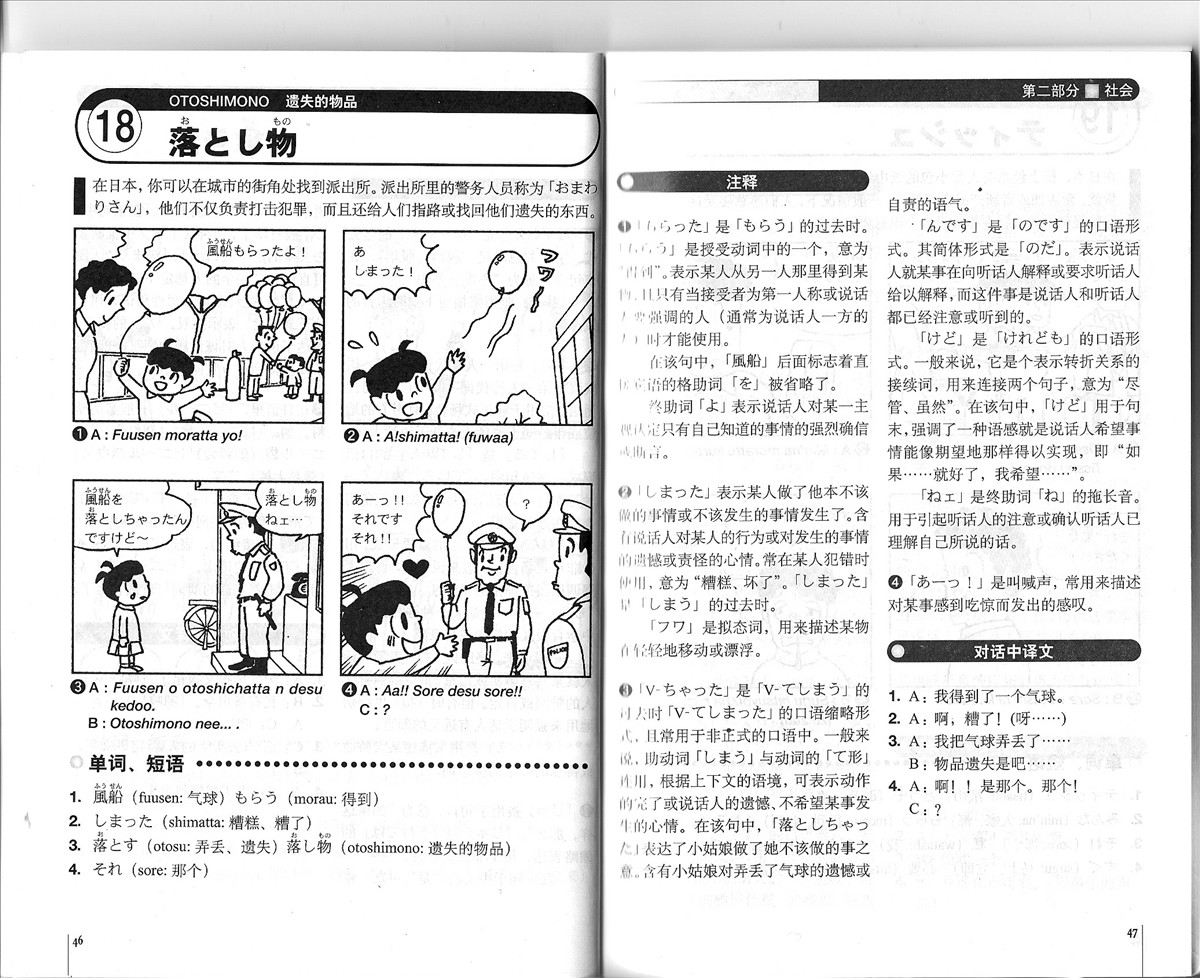 OTOSHIMONO 遗失的物品
18
お もの
落とし物
在日本，你可以在城市的街角处找到派出所。派出所里的警务人员称为「おまわ
りさん」，他们不仅负责打击犯罪，而且还给人们指路或找回他们遗失的东西。
ふうせん
風船もらったよ！
あ
しまった！
フワ
❶ A : Fuusen moratta yo!
❷ A : A!shimatta! (fuwaa)
ふうせん
風船を
お
落としちゃったん
ですけど〜
お もの
落とし物
ねェ…
あーっ！！
それです
それ！！
？
POLICE
❸ A : Fuusen o otoshichatta n desu
kedoo.
B : Otoshimono nee... .
❹ A : Aa!! Sore desu sore!!
C : ?
单词、短语
ふう せん
1. 風船（fuusen: 气球）もらう（morau: 得到）
2. しまった（shimatta: 糟糕、糟了）
お お もの
3. 落とす（otosu: 弄丢、遗失）落し物（otoshimono: 遗失的物品）
4. それ（sore: 那个）
46
第二部分 社会
注释
❶「もらった」是「もらう」的过去时。
「もらう」是授受动词中的一个，意为
“得到”。表示某人从另一人那里得到某
物，且只有当接受者为第一人称或说话
要强调的人（通常为说话人一方的
时才能使用。
在该句中，「風船」后面标志着直
宾语的格助词「を」被省略了。
终助词「よ」表示说话人对某一主
定只有自己知道的事情的强烈确信
或断言。
❷「しまった」表示某人做了他本不该
做的事情或不该发生的事情发生了。含
有说话人对某人的行为或对发生的事情
的遗憾或责怪的心情。常在某人犯错时
使用，意为“糟糕、坏了”。「しまった」
是「しまう」的过去时。
「フワ」是拟态词，用来描述某物
在轻轻地移动或漂浮。
❸「V-ちゃった」是「V-てしまう」的
过去时「V-てしまった」的口语缩略形
式，且常用于非正式的口语中。一般来
说，助动词「しまう」与动词的「て形」
连用，根据上下文的语境，可表示动作
的完了或说话人的遗憾、不希望某事发
生的心情。在该句中，「落としちゃっ
た」表达了小姑娘做了她不该做的事之
意。含有小姑娘对弄丢了气球的遗憾或
自责的语气。
「んです」是「のです」的口语形
式。其简体形式是「のだ」。表示说话
人就某事在向听话人解释或要求听话人
给以解释，而这件事是说话人和听话人
都已经注意或听到的。
「けど」是「けれども」的口语形
式。一般来说，它是个表示转折关系的
接续词，用来连接两个句子，意为“尽
管、虽然”。在该句中，「けど」用于句
末，强调了一种语感就是说话人希望事
情能像期望地那样得以实现，即“如
果……就好了，我希望……”。
「ねェ」是终助词「ね」的拖长音。
用于引起听话人的注意或确认听话人已
理解自己所说的话。
❹「あーっ！」是叫喊声，常用来描述
对某事感到吃惊而发出的感叹。
对话中译文
1. A：我得到了一个气球。
2. A：啊，糟了！（呀……）
3. A：我把气球弄丢了……
B：物品遗失是吧……
4. A：啊！！是那个。那个！
C：？
47